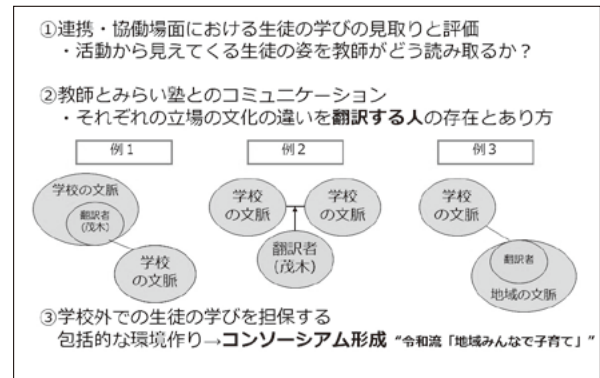 ①連携・協働場面における生徒の学びの見取りと評価
・活動から見えてくる生徒の姿を教師がどう読み取るか？
②教師とみらい塾とのコミュニケーション
・それぞれの立場の文化の違いを翻訳する人の存在とあり方
例１
学校の文脈
翻訳者
(茂木)
学校
の文脈
例２
学校
の文脈
学校
の文脈
翻訳者
(茂木)
例３
学校
の文脈
翻訳者
地域の文脈
③学校外での生徒の学びを担保する
包括的な環境作り→コンソーシアム形成 “令和流「地域みんなで子育て」”